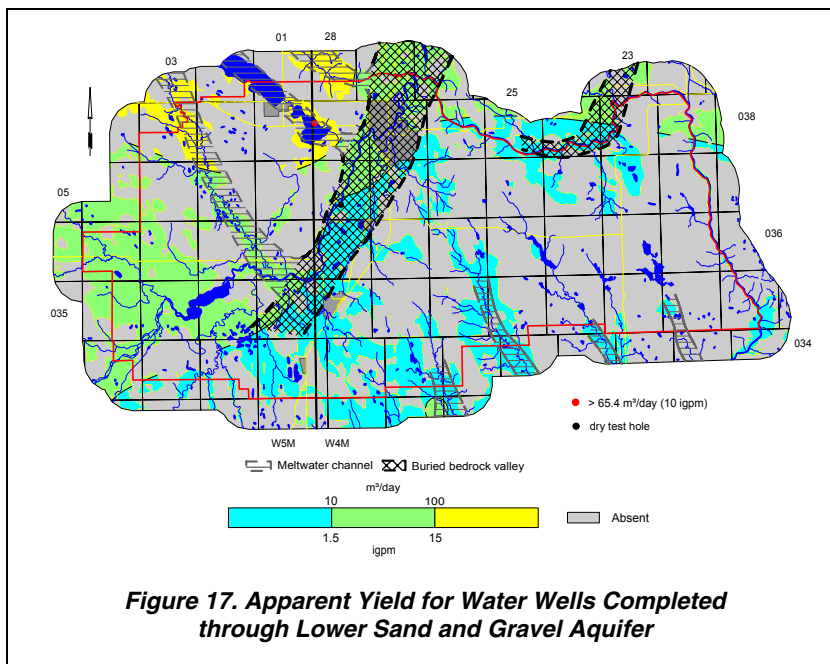 01
28
03
23
25
038
05
036
035
034
> 65.4 m³/day (10 igpm)
dry test hole
W5M W4M
Meltwater channel Buried bedrock valley
m³/day
10 100
Absent
1.5 15
igpm
Figure 17. Apparent Yield for Water Wells Completed
through Lower Sand and Gravel Aquifer